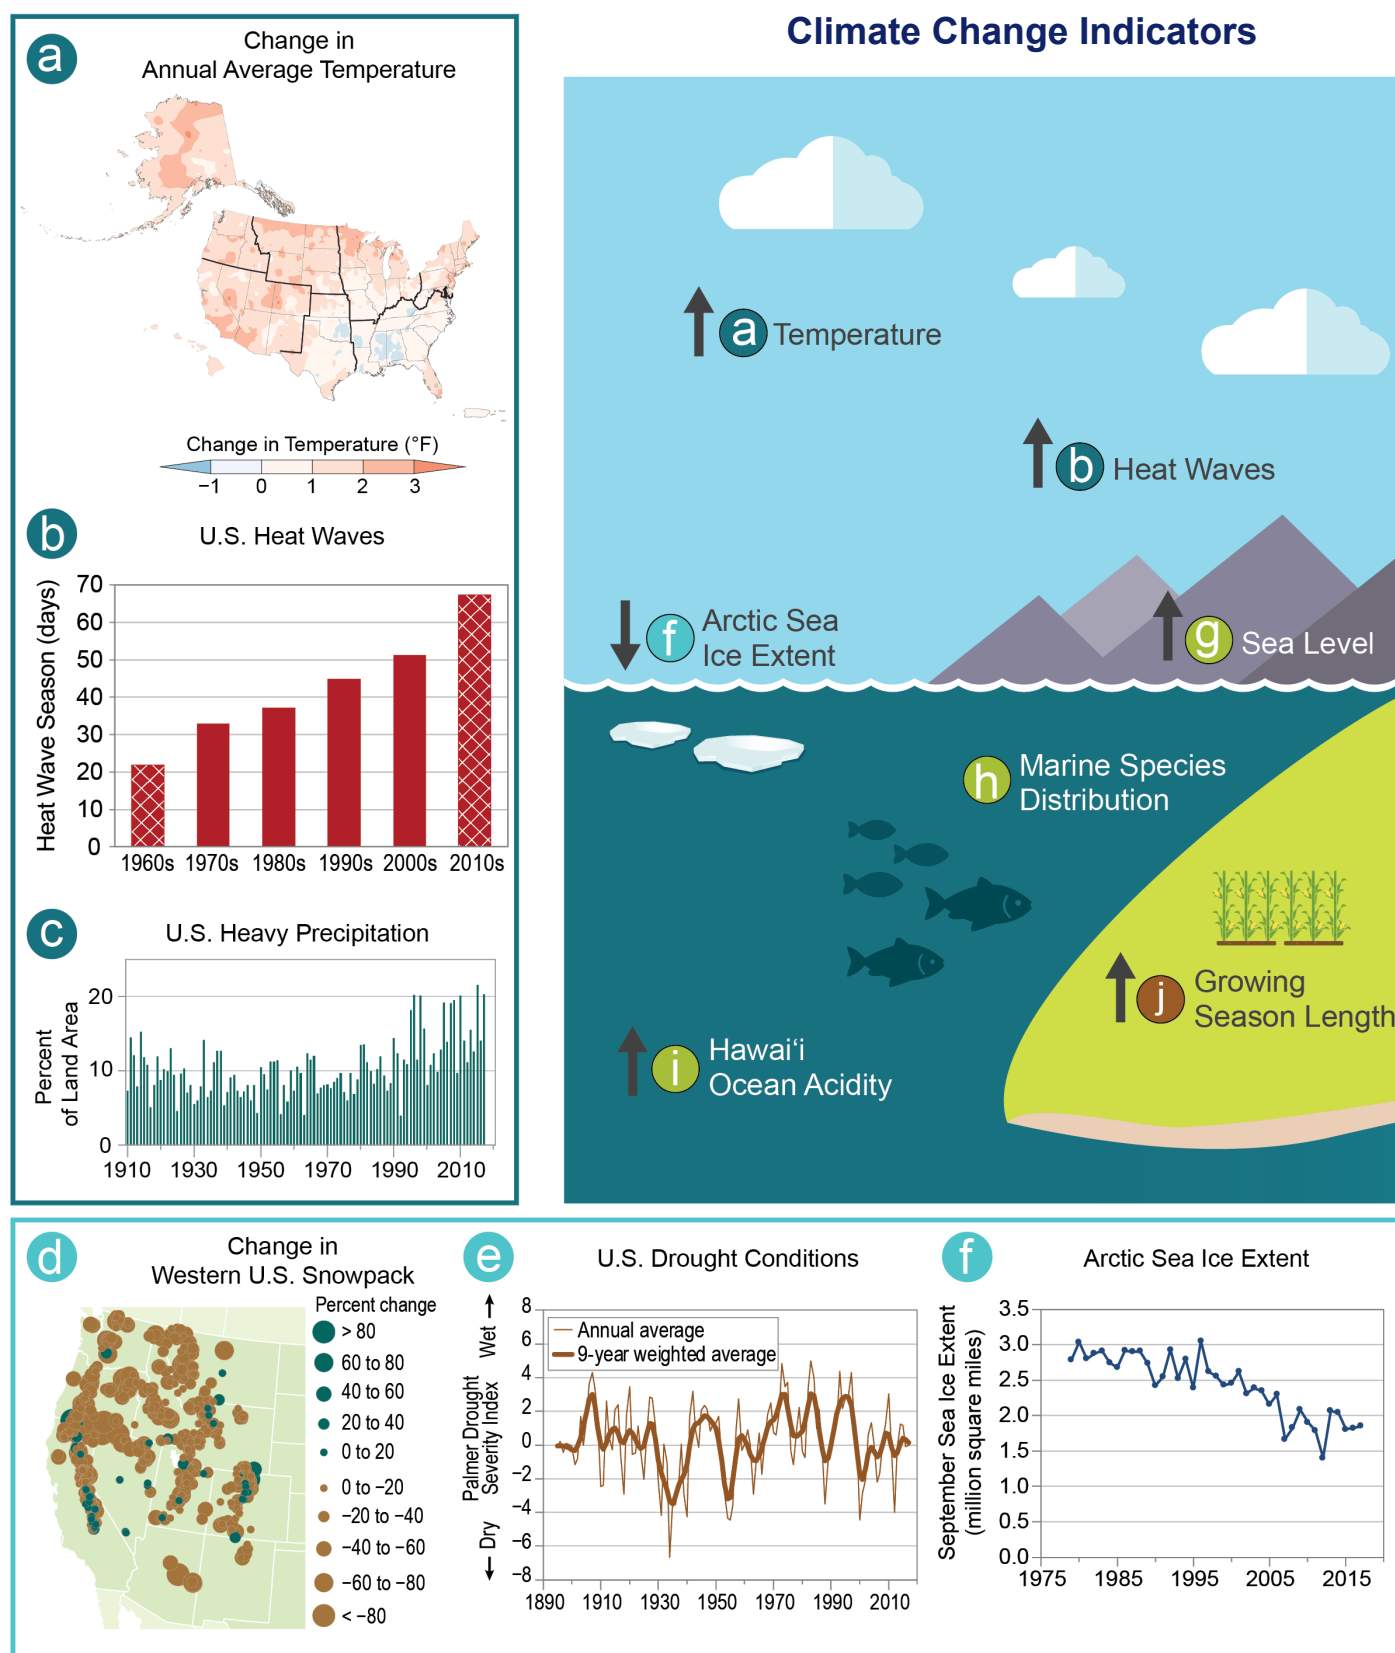 Climate Change Indicators
a
Change in
Annual Average Temperature
Change in Temperature (°F)
−1 0 1 2 3
b
U.S. Heat Waves
Heat Wave Season (days)
70
60
50
40
30
20
10
0
1960s 1970s 1980s 1990s 2000s 2010s
c
U.S. Heavy Precipitation
Percent
of Land Area
20
10
0
1910 1930 1950 1970 1990 2010
a Temperature
b Heat Waves
f
Arctic Sea
Ice Extent
g Sea Level
h
Marine Species
Distribution
j
Growing
Season Length
i
Hawaiʻi
Ocean Acidity
d
Change in
Western U.S. Snowpack
Percent change
> 80
60 to 80
40 to 60
20 to 40
0 to 20
0 to −20
−20 to −40
−40 to −60
−60 to −80
< −80
e
U.S. Drought Conditions
Palmer Drought
Severity Index
← Dry Wet →
8
6
4
2
0
−2
−4
−6
−8
Annual average
9-year weighted average
1890 1910 1930 1950 1970 1990 2010
f
Arctic Sea Ice Extent
September Sea Ice Extent
(million square miles)
3.5
3.0
2.5
2.0
1.5
1.0
0.5
0.0
1975 1985 1995 2005 2015